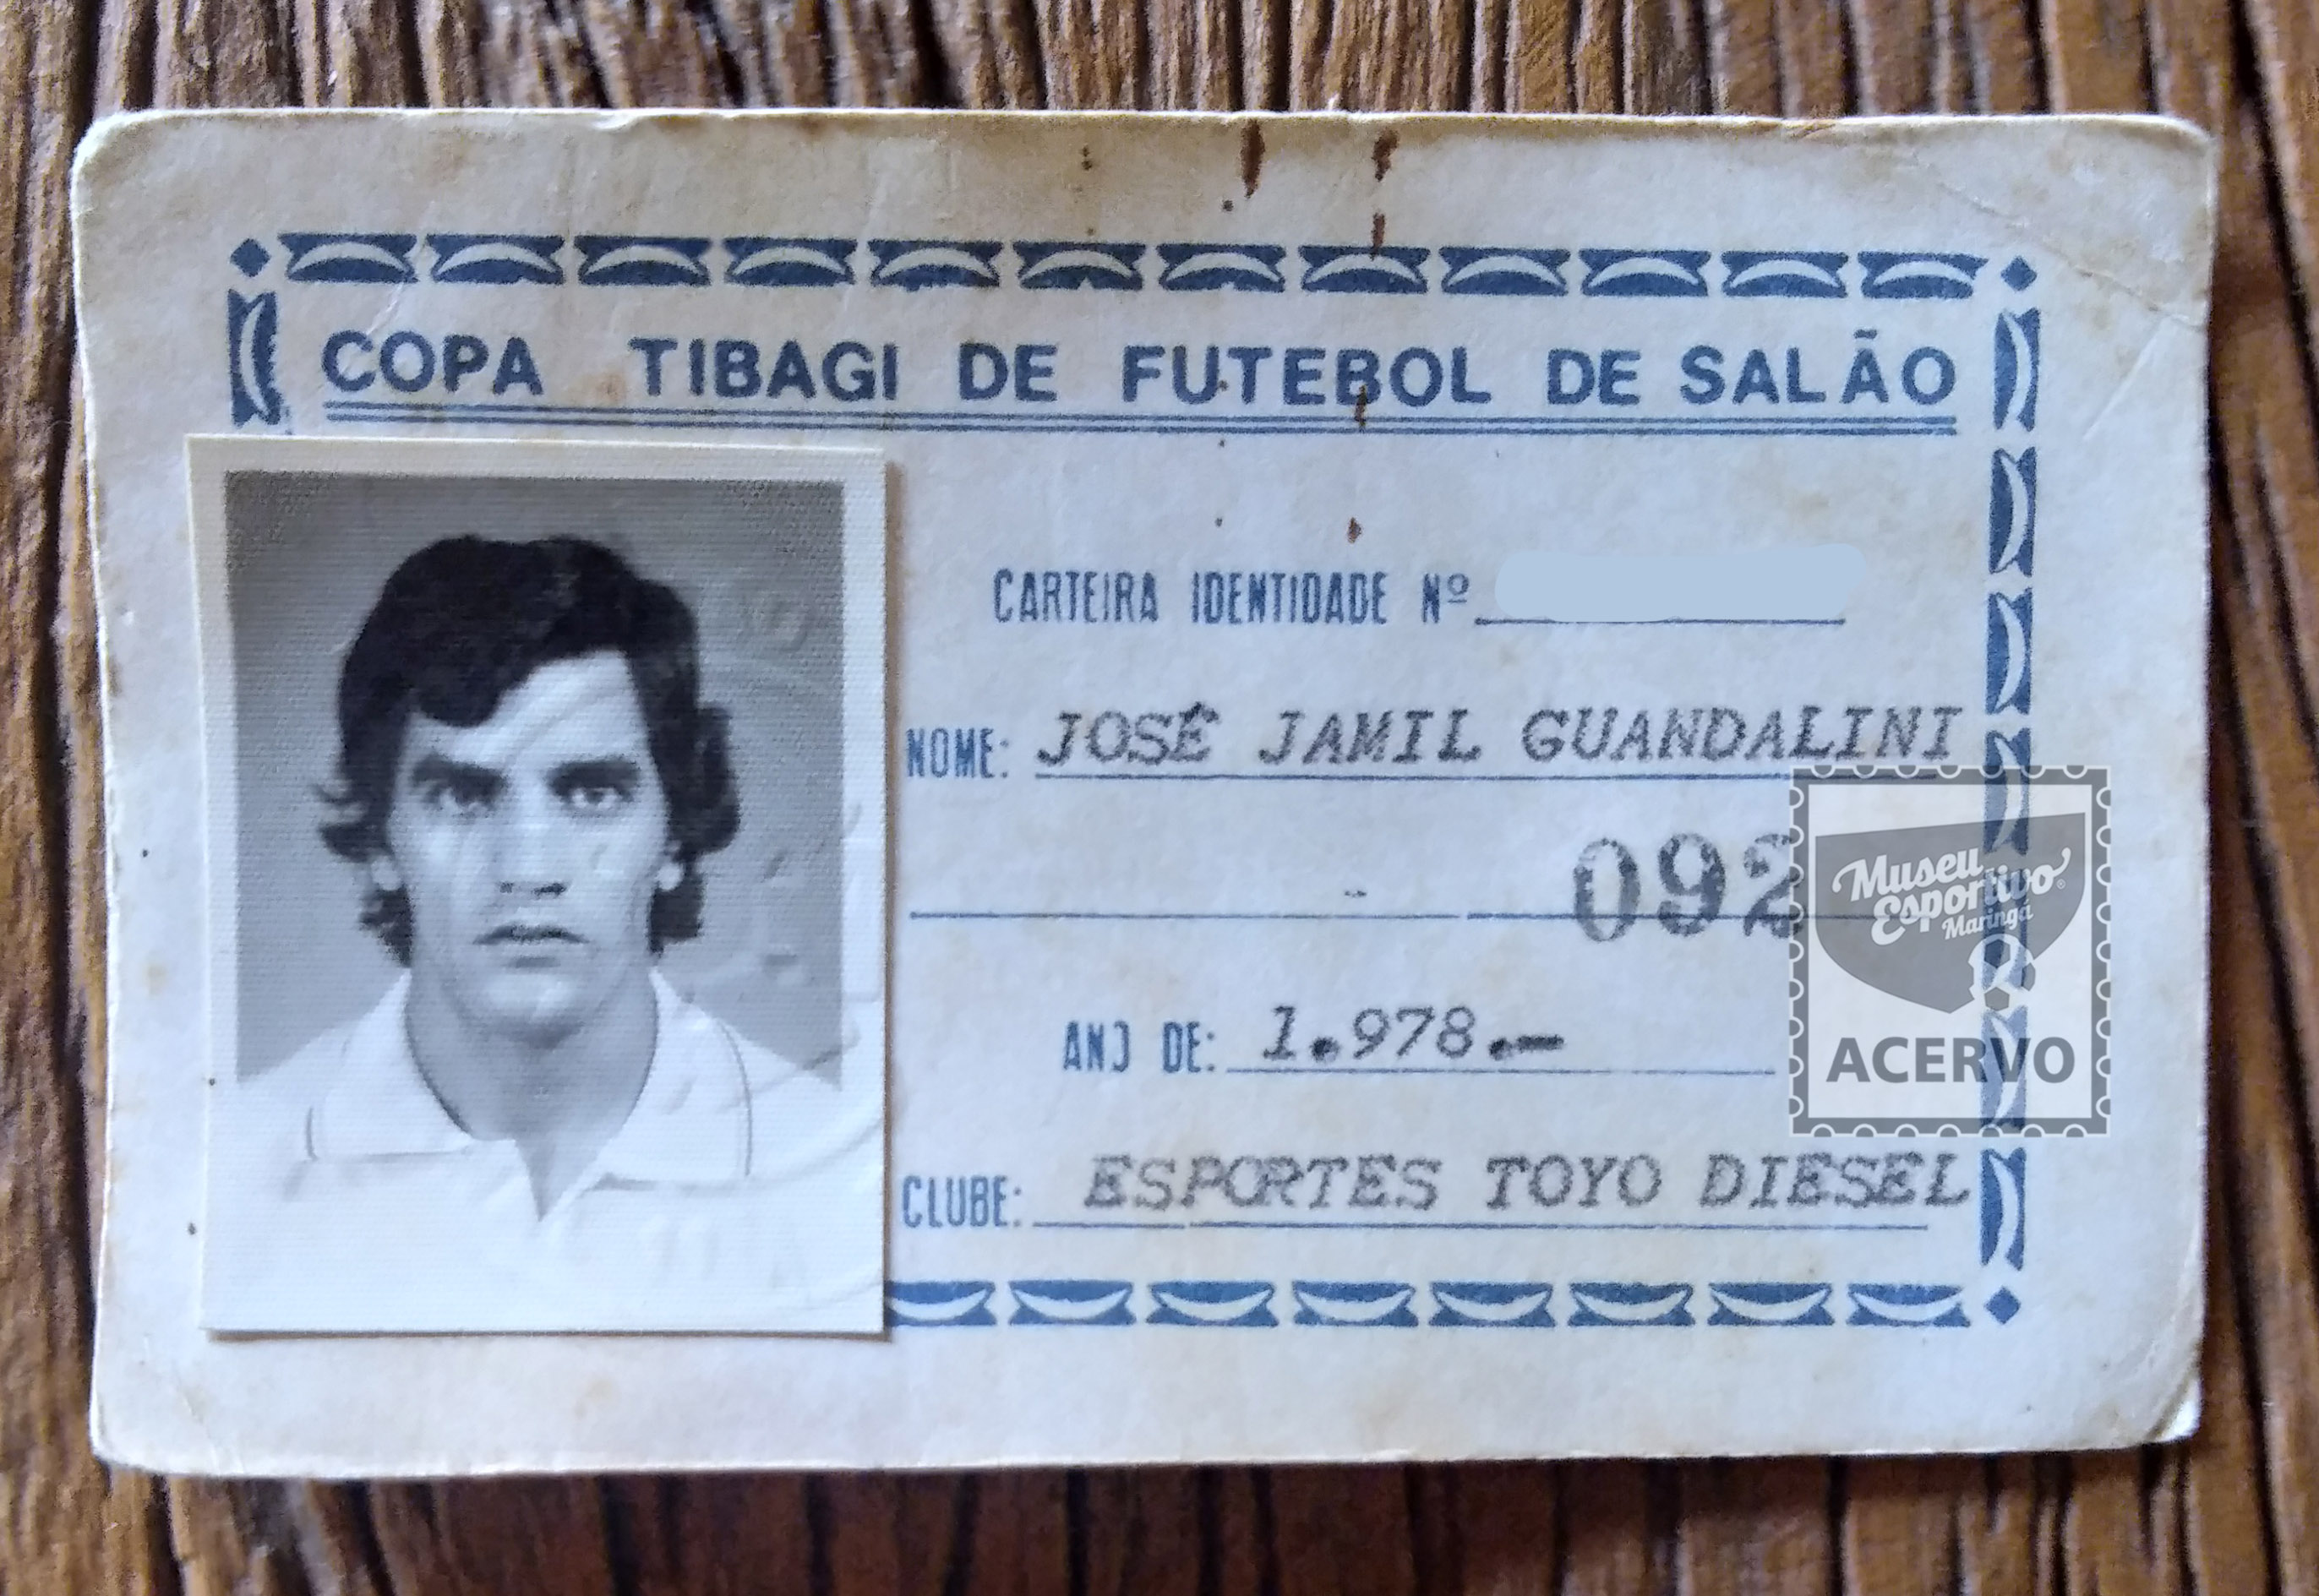 COPA TIBAGI DE FUTEBOL DE SALÃO
CARTEIRA IDENTIDADE Nº
NOME: JOSÉ JAMIL GUANDALINI
092
ANO DE: 1.978.-
CLUBE: ESPORTES TOYO DIESEL
Museu
Esportivo
Maringá
ACERVO